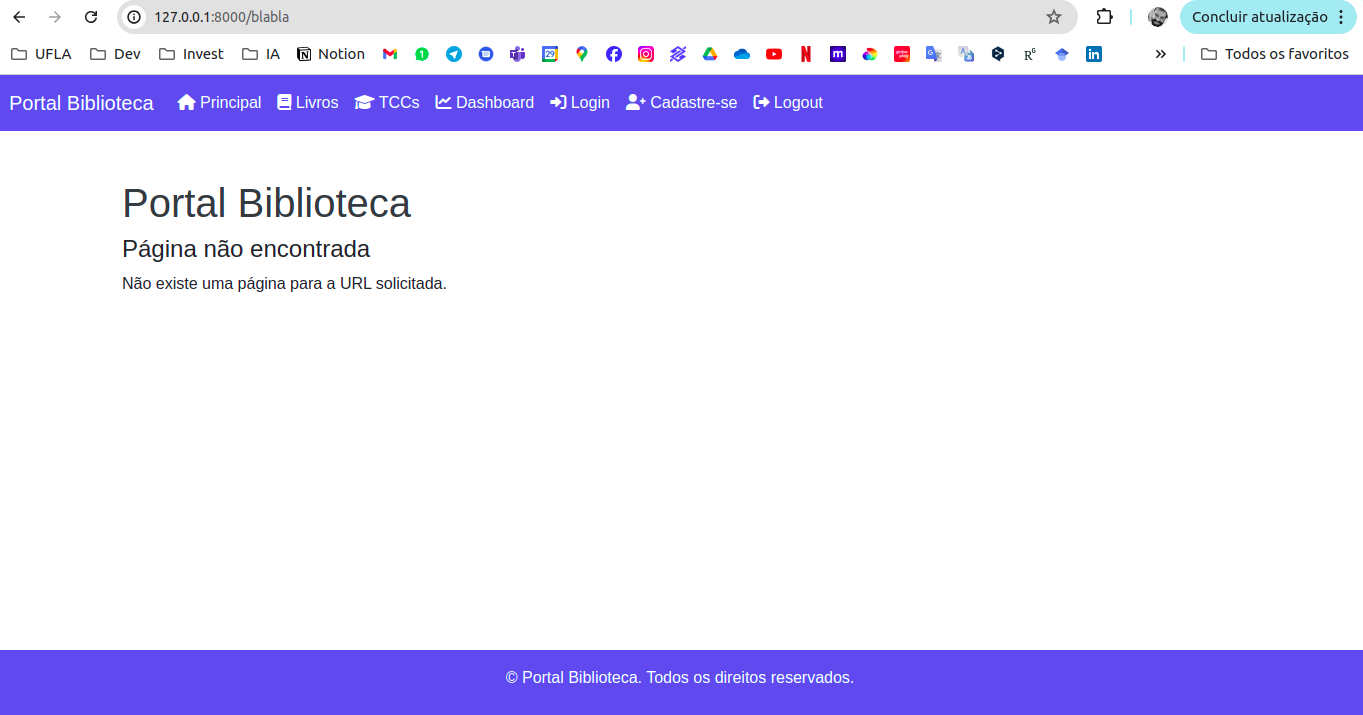 127.0.0.1:8000/blabla
Concluir atualização
UFLA Dev Invest IA Notion Todos os favoritos
Portal Biblioteca Principal Livros TCCs Dashboard Login Cadastre-se Logout
Portal Biblioteca
Página não encontrada
Não existe uma página para a URL solicitada.
© Portal Biblioteca. Todos os direitos reservados.